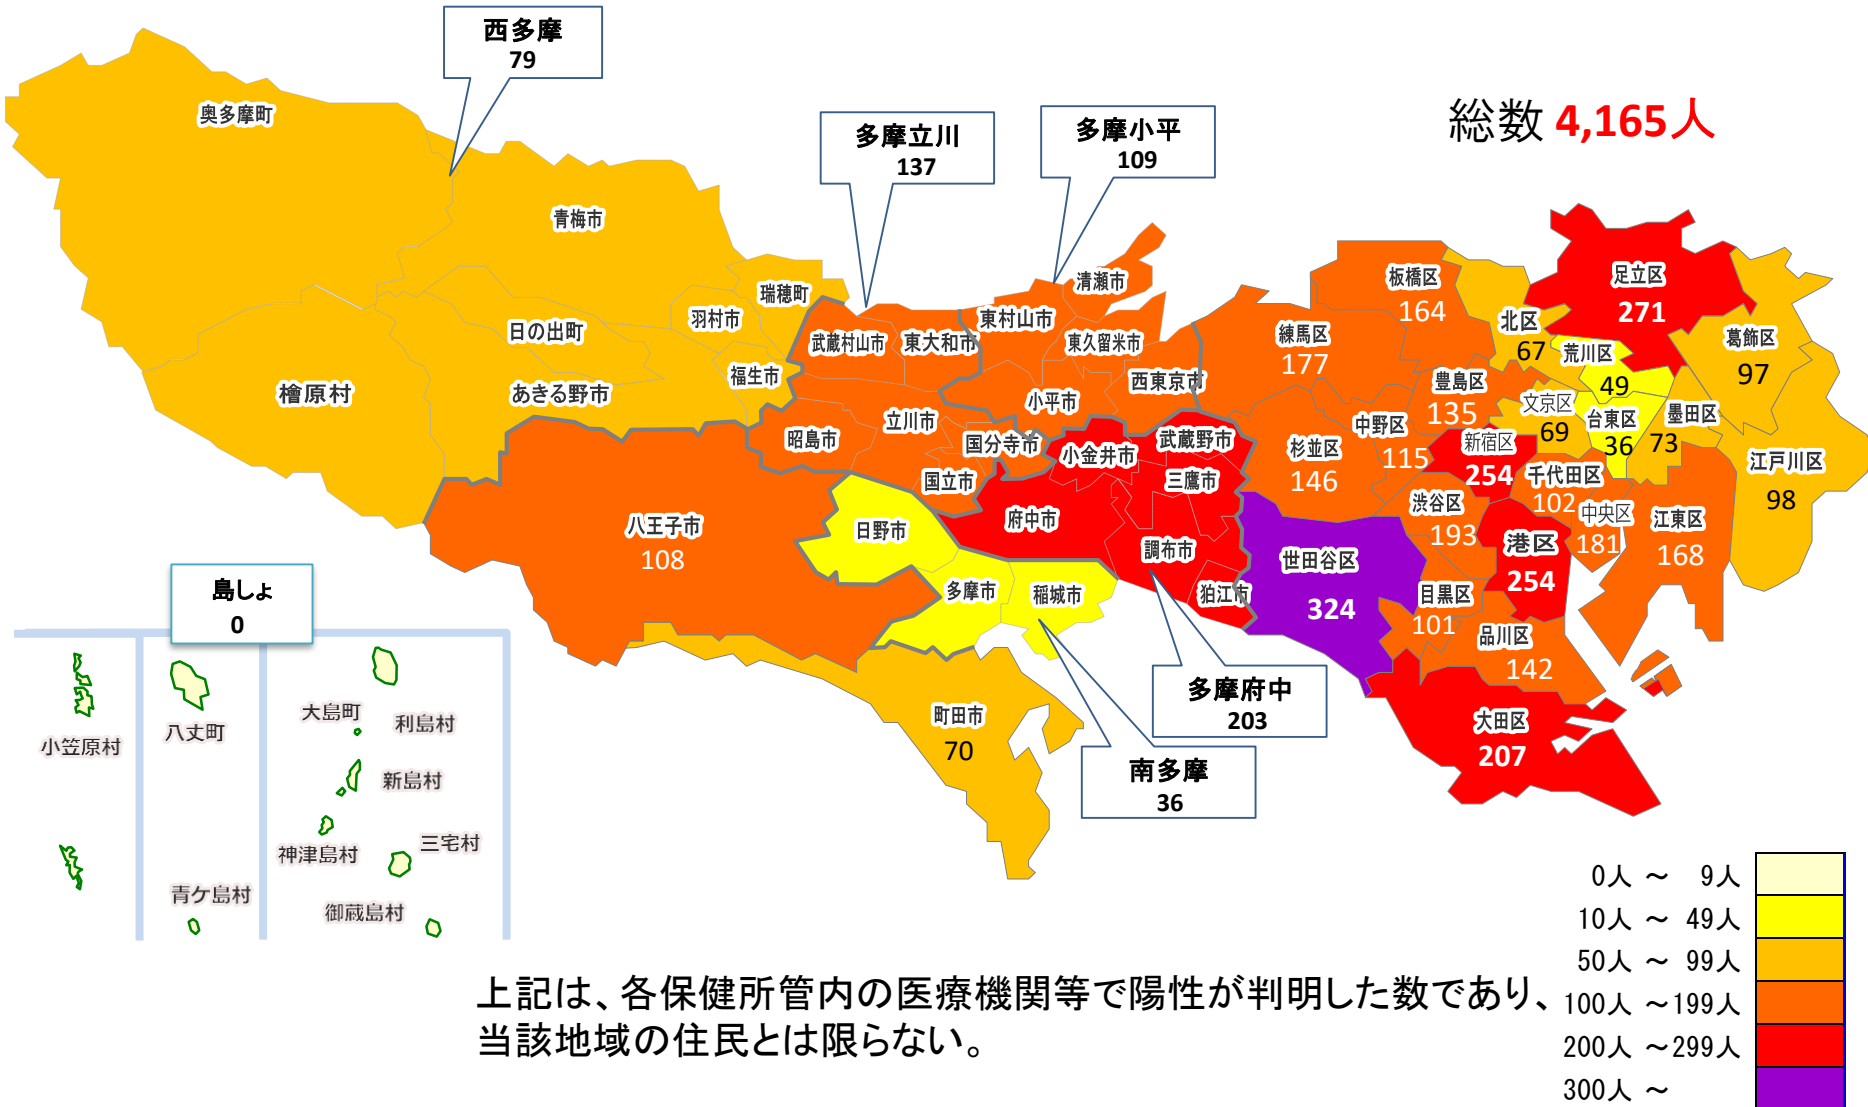 西多摩
79
奥多摩町
多摩立川
137
多摩小平
109
総数 4,165人
青梅市
瑞穂町
羽村市
日の出町
福生市
あきる野市
檜原村
武蔵村山市
東大和市
東村山市
清瀬市
東久留米市
西東京市
小平市
立川市
昭島市
国分寺市
国立市
小金井市
武蔵野市
三鷹市
府中市
調布市
狛江市
八王子市
108
日野市
多摩市
稲城市
町田市
70
多摩府中
203
南多摩
36
板橋区
164
練馬区
177
北区
67
足立区
271
葛飾区
97
荒川区
49
豊島区
135
文京区
69
台東区
36
墨田区
73
中野区
115
杉並区
146
新宿区
254
千代田区
102
江戸川区
98
渋谷区
193
中央区
181
江東区
168
港区
254
世田谷区
324
目黒区
101
品川区
142
大田区
207
島しょ
0
小笠原村
八丈町
青ケ島村
大島町
利島村
新島村
神津島村
三宅村
御蔵島村
0人 ～ 9人
10人 ～ 49人
50人 ～ 99人
100人 ～199人
200人 ～299人
300人 ～
上記は、各保健所管内の医療機関等で陽性が判明した数であり、
当該地域の住民とは限らない。